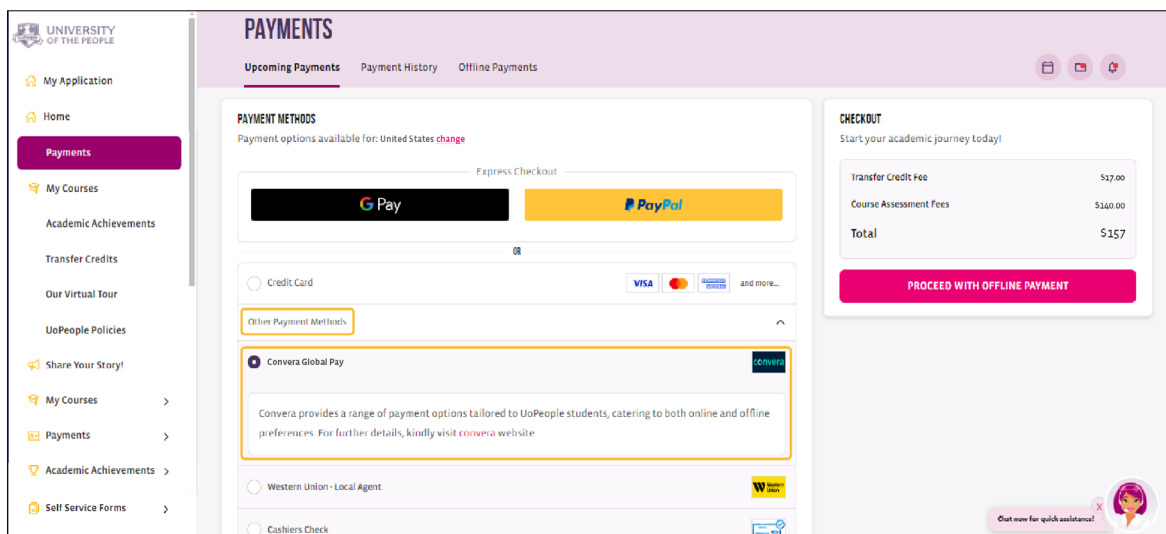 UNIVERSITY
OF THE PEOPLE
My Application
Home
Payments
My Courses
Academic Achievements
Transfer Credits
Our Virtual Tour
UoPeople Policies
Share Your Story!
My Courses
Payments
Academic Achievements
Self Service Forms
PAYMENTS
Upcoming Payments Payment History Offline Payments
PAYMENT METHODS
Payment options available for: United States change
Express Checkout
G Pay
PayPal
OR
Credit Card VISA and more...
Other Payment Methods
Convera Global Pay convera
Convera provides a range of payment options tailored to UoPeople students, catering to both online and offline
preferences. For further details, kindly visit convera website
Western Union - Local Agent Western Union
Cashiers Check
CHECKOUT
Start your academic journey today!
Transfer Credit Fee $17.00
Course Assessment Fees $140.00
Total $157
PROCEED WITH OFFLINE PAYMENT
X
Chat now for quick assistance!